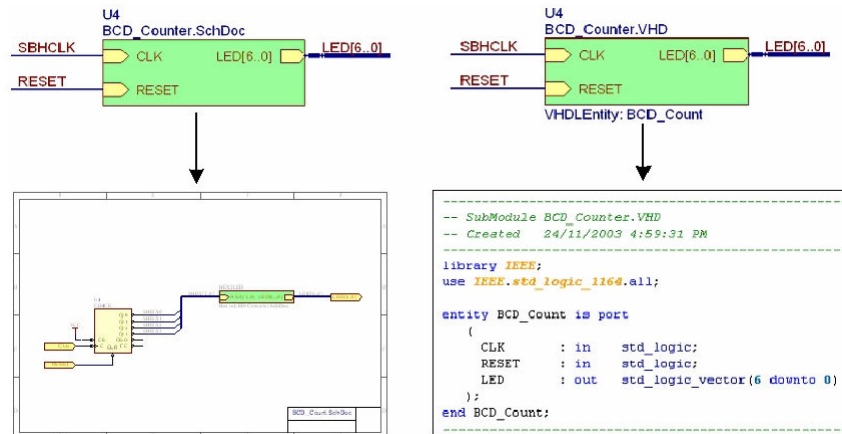 U4
BCD_Counter.SchDoc
SBHCLK
CLK
LED[6..0]
LED[6..0]
RESET
RESET
U4
BCD_Counter.VHD
SBHCLK
CLK
LED[6..0]
LED[6..0]
RESET
RESET
VHDLEntity: BCD_Count
U4
BCD_Count.SchDoc
-- SubModule BCD_Counter.VHD
-- Created 24/11/2003 4:59:31 PM
library IEEE;
use IEEE.std_logic_1164.all;
entity BCD_Count is port
(
CLK : in std_logic;
RESET : in std_logic;
LED : out std_logic_vector(6 downto 0)
);
end BCD_Count;